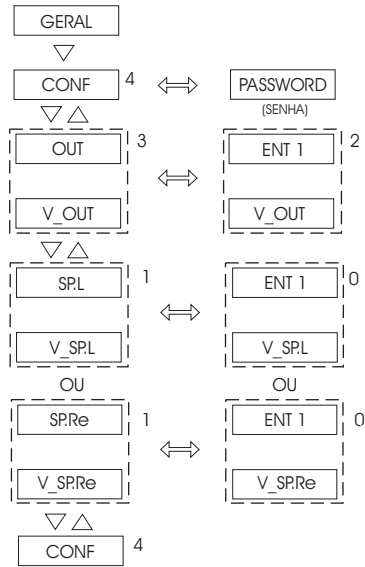 GERAL
CONF 4 PASSWORD
(SENHA)
OUT 3 ENT 1 2
V_OUT V_OUT
SP.L 1 ENT 1 0
V_SP.L V_SP.L
OU OU
SP.Re 1 ENT 1 0
V_SP.Re V_SP.Re
CONF 4